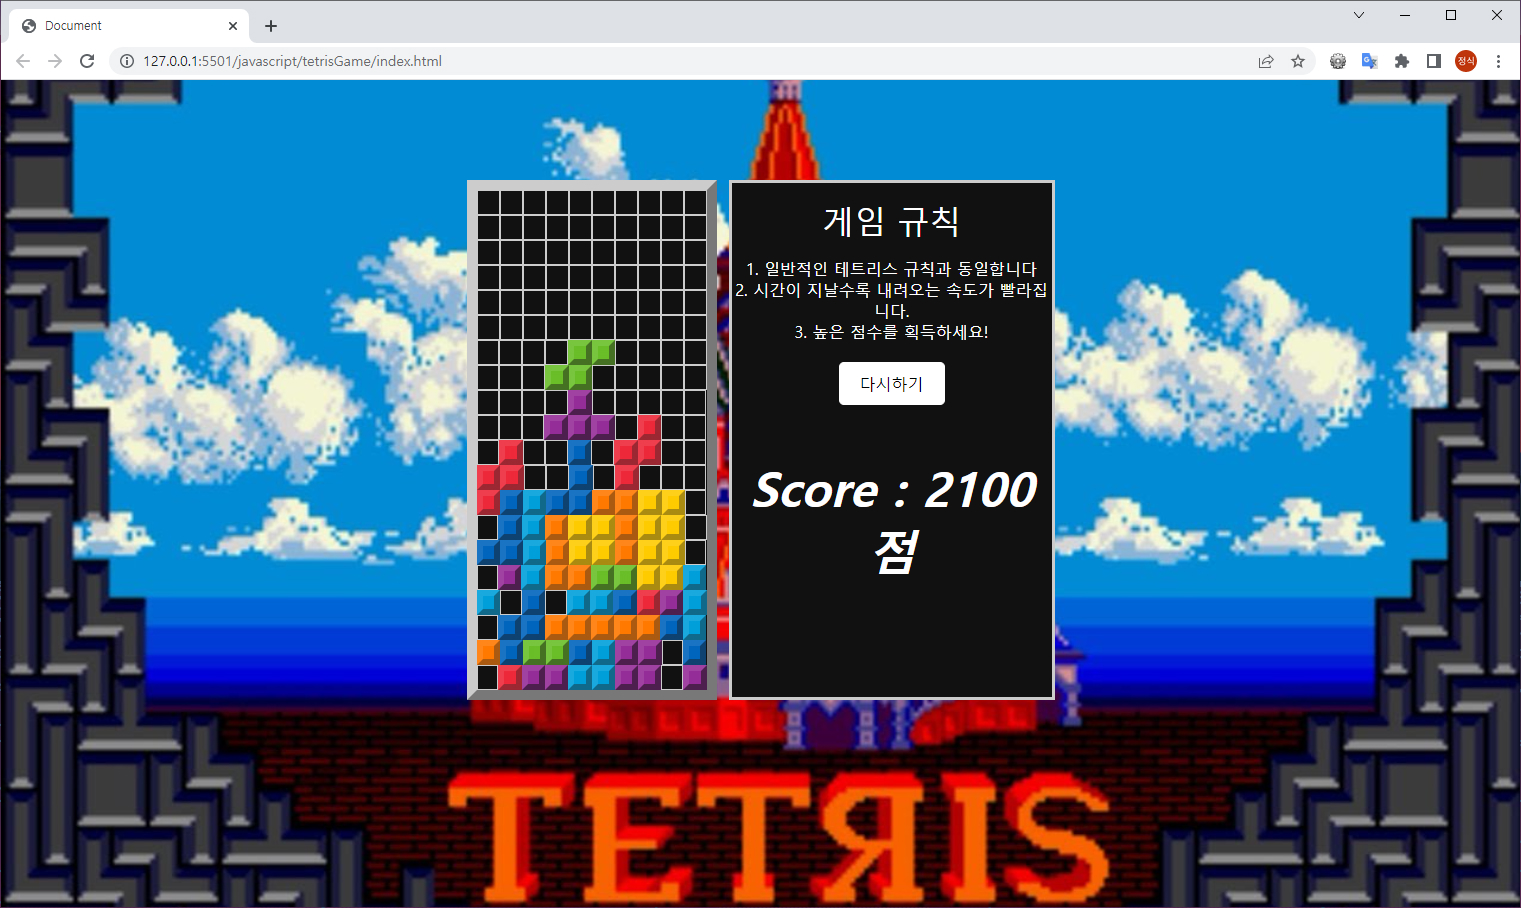 Document
127.0.0.1:5501/javascript/tetrisGame/index.html
정식
게임 규칙
1. 일반적인 테트리스 규칙과 동일합니다
2. 시간이 지날수록 내려오는 속도가 빨라집
니다.
3. 높은 점수를 획득하세요!
다시하기
Score : 2100
점
TETЯIS